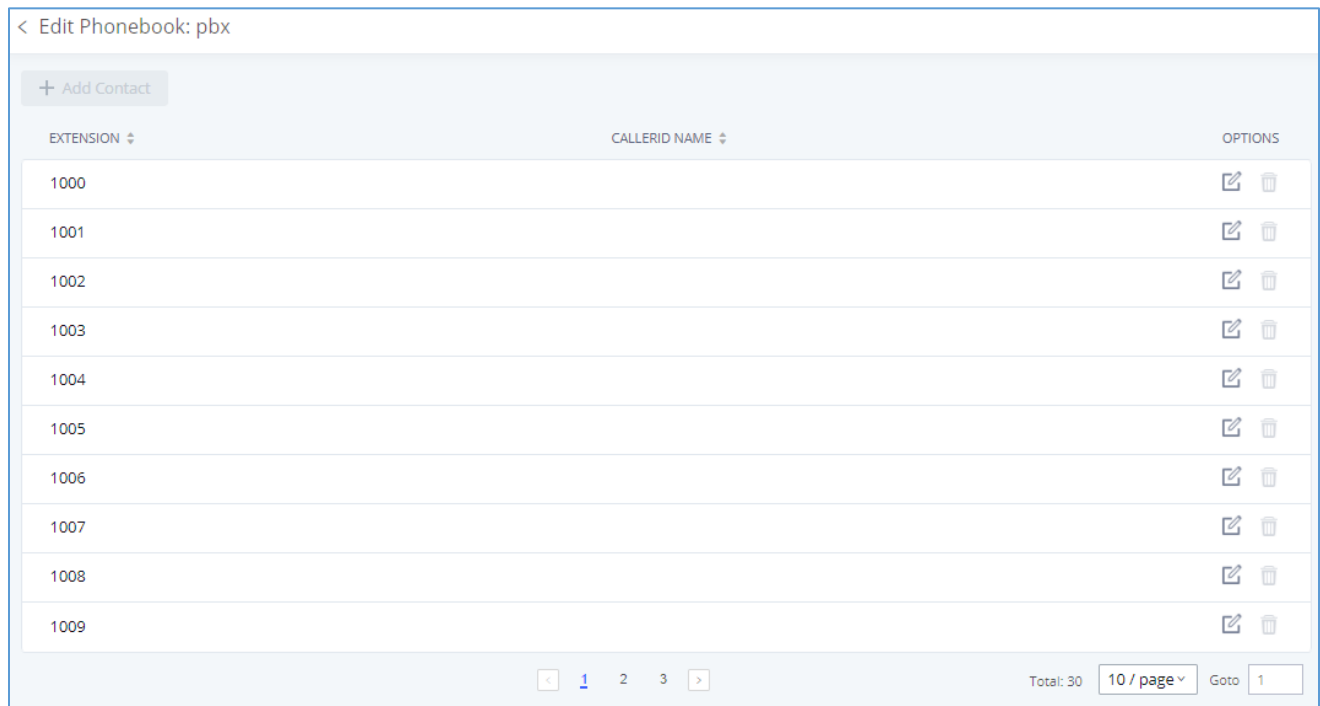 Edit Phonebook: pbx
+ Add Contact
EXTENSION CALLERID NAME OPTIONS
1000
1001
1002
1003
1004
1005
1006
1007
1008
1009
< 1 2 3 > Total: 30 10 / page Goto 1